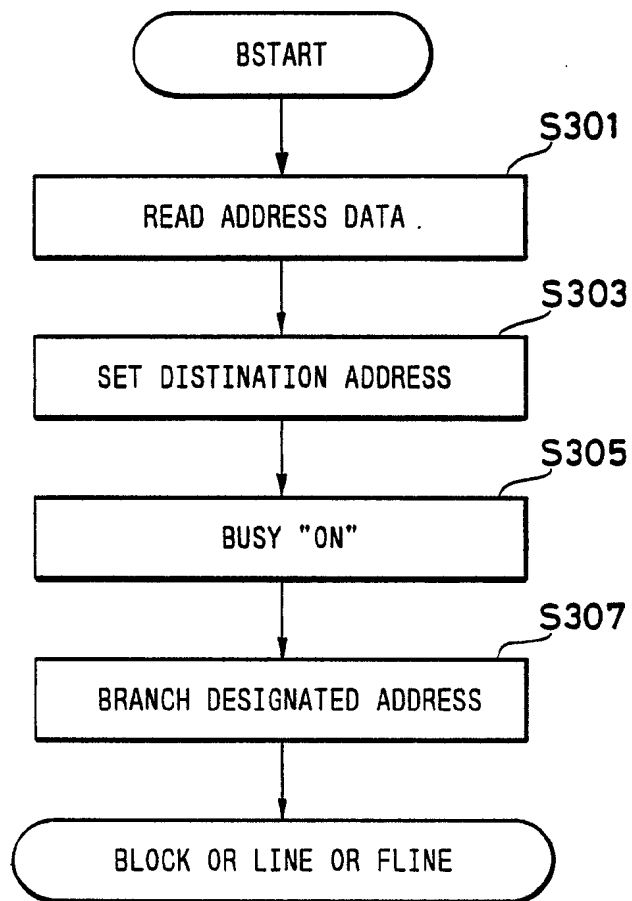 BSTART
S301
READ ADDRESS DATA
S303
SET DISTINATION ADDRESS
S305
BUSY "ON"
S307
BRANCH DESIGNATED ADDRESS
BLOCK OR LINE OR FLINE